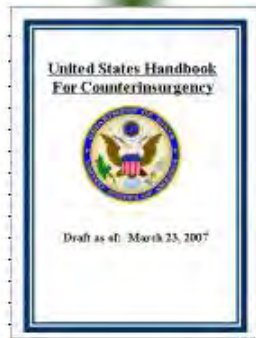 United States Handbook
For Counterinsurgency
Draft as of: March 23, 2007